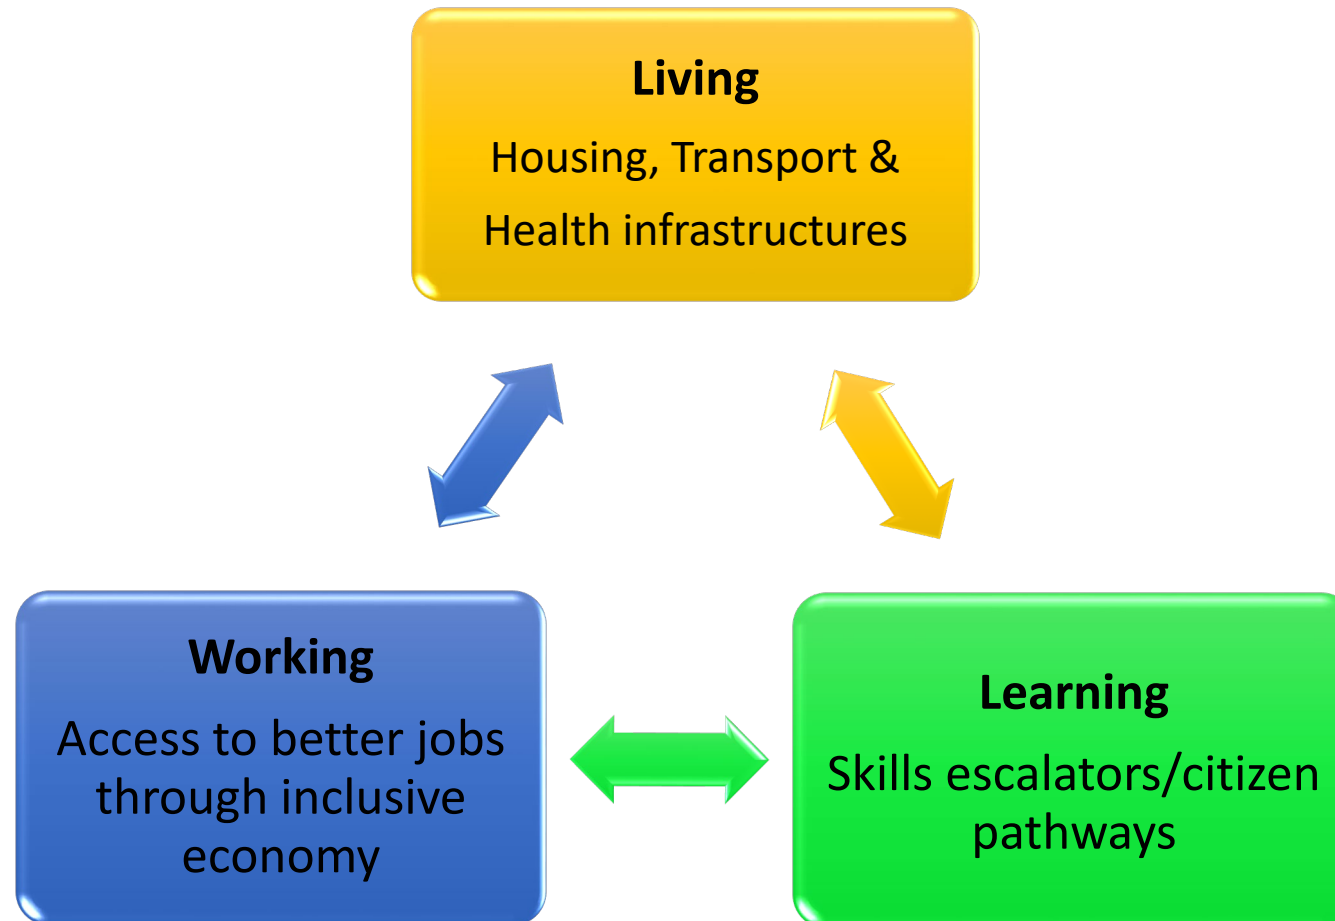 Living
Housing, Transport &
Health infrastructures
Working
Access to better jobs
through inclusive
economy
Learning
Skills escalators/citizen
pathways